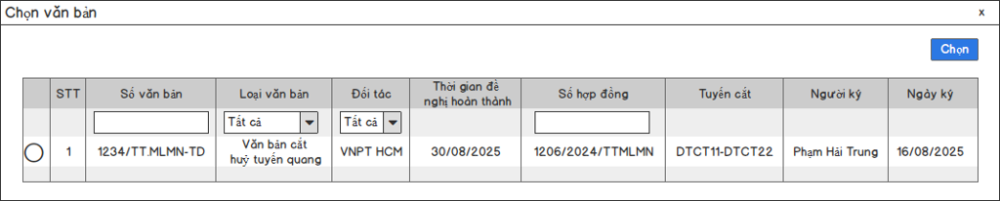 Chọn văn bản x
Chọn
STT Số văn bản Loại văn bản Đối tác Thời gian đề nghị hoàn thành Số hợp đồng Tuyến cắt Người ký Ngày ký
Tất cả Tất cả
1 1234/TT.MLMN-TD Văn bản cắt huỷ tuyến quang VNPT HCM 30/08/2025 1206/2024/TTMLMN DTCT11-DTCT22 Phạm Hải Trung 16/08/2025